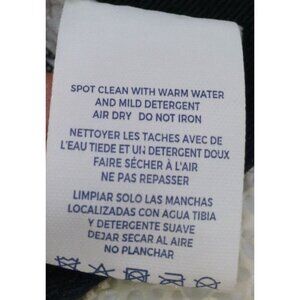 SPOT CLEAN WITH WARM WATER
AND MILD DETERGENT
AIR DRY DO NOT IRON
NETTOYER LES TACHES AVEC DE
L'EAU TIEDE ET UN DETERGENT DOUX
FAIRE SÉCHER À L'AIR
NE PAS REPASSER
LIMPIAR SOLO LAS MANCHAS
LOCALIZADAS CON AGUA TIBIA
Y DETERGENTE SUAVE
DEJAR SECAR AL AIRE
NO PLANCHAR